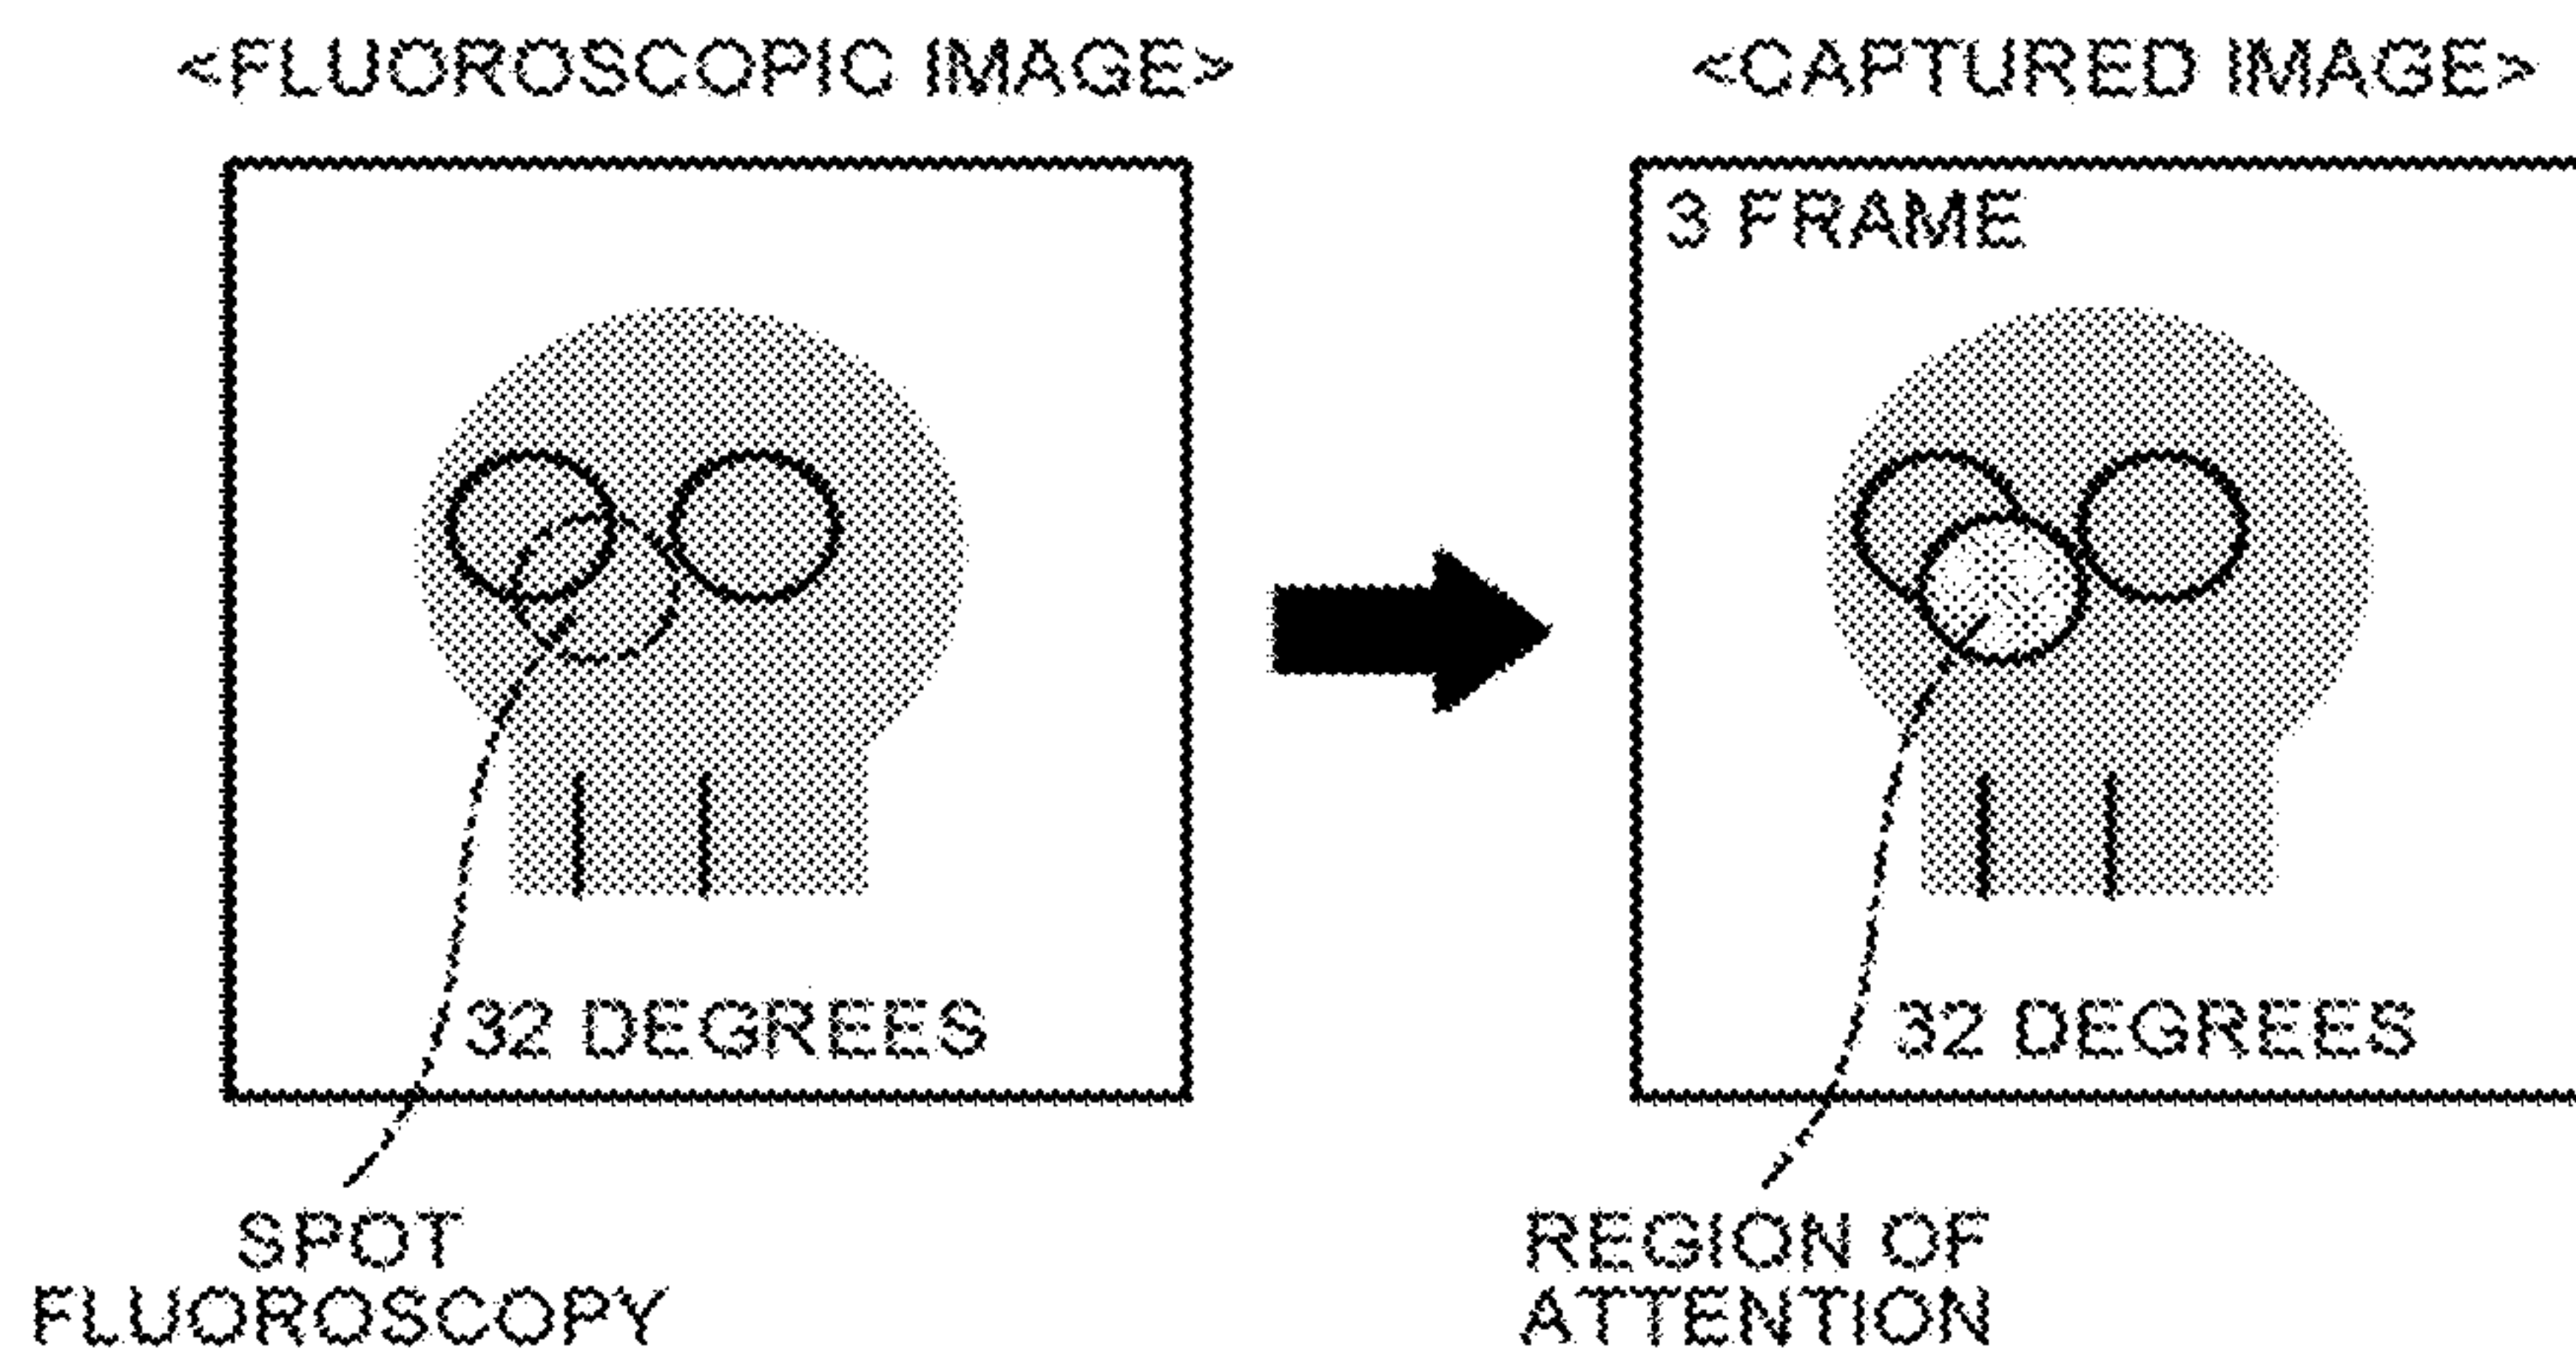 <FLUOROSCOPIC IMAGE>
<CAPTURED IMAGE>
3 FRAME
32 DEGREES
32 DEGREES
SPOT
FLUOROSCOPY
REGION OF
ATTENTION